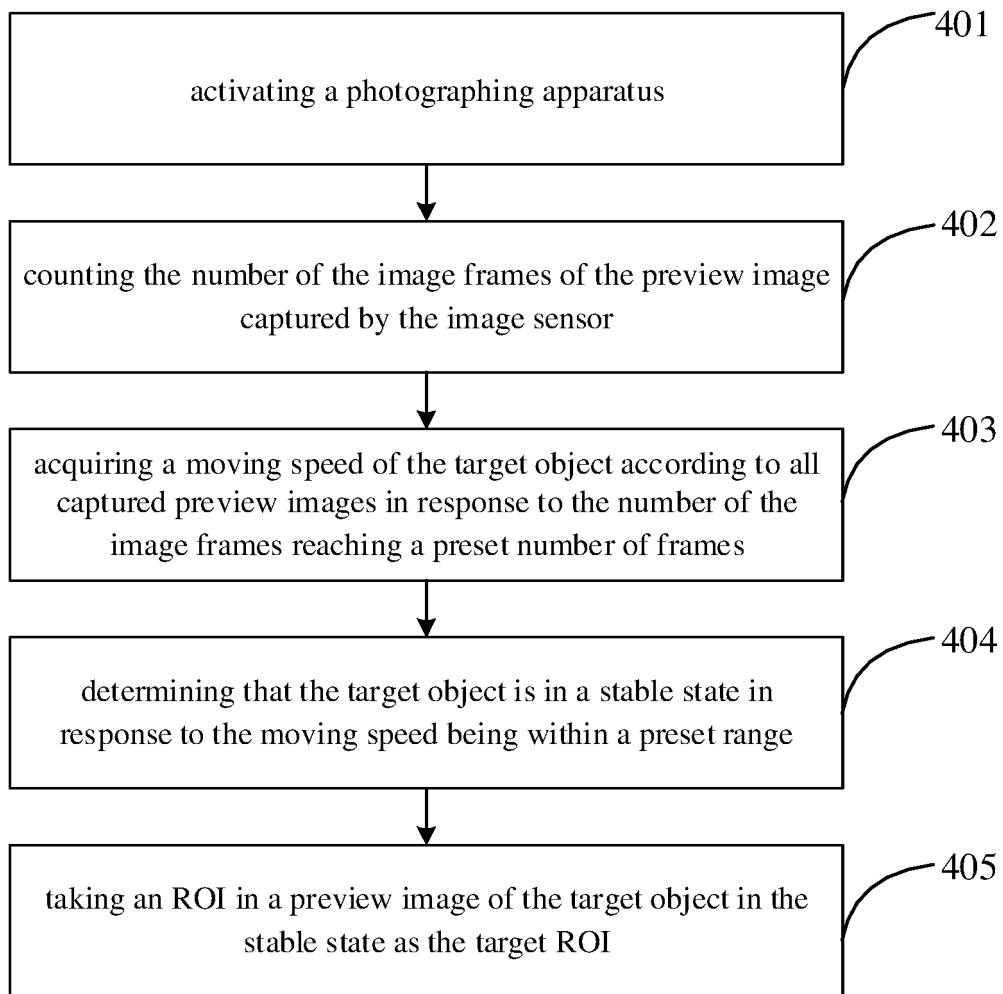 401
activating a photographing apparatus
402
counting the number of the image frames of the preview image
captured by the image sensor
403
acquiring a moving speed of the target object according to all
captured preview images in response to the number of the
image frames reaching a preset number of frames
404
determining that the target object is in a stable state in
response to the moving speed being within a preset range
405
taking an ROI in a preview image of the target object in the
stable state as the target ROI